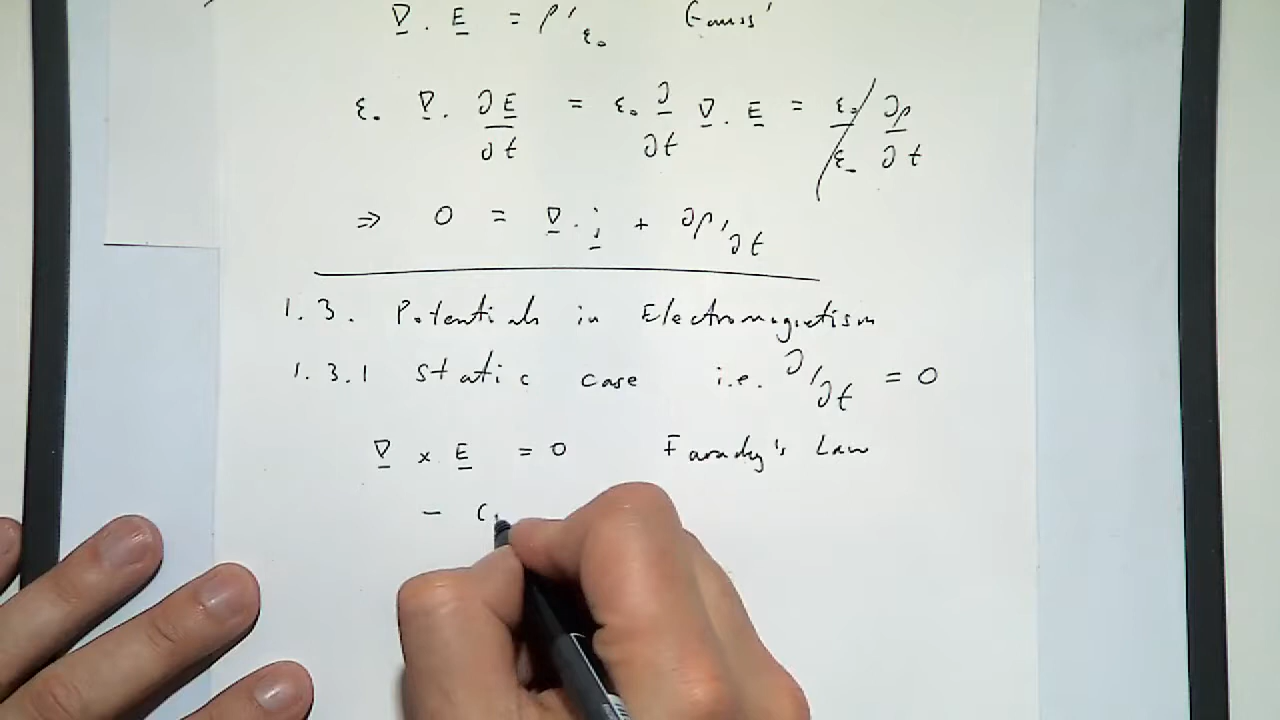 ∇ . E = ρ/ε₀ Gauss'
ε₀ ∇ . ∂E/∂t = ε₀ ∂/∂t ∇ . E = ε₀/ε₀ ∂ρ/∂t
⇒ 0 = ∇ . j + ∂ρ/∂t
1.3. Potentials in Electromagnetism
1.3.1 Static case i.e. ∂/∂t = 0
∇ × E = 0 Faraday's Law
-